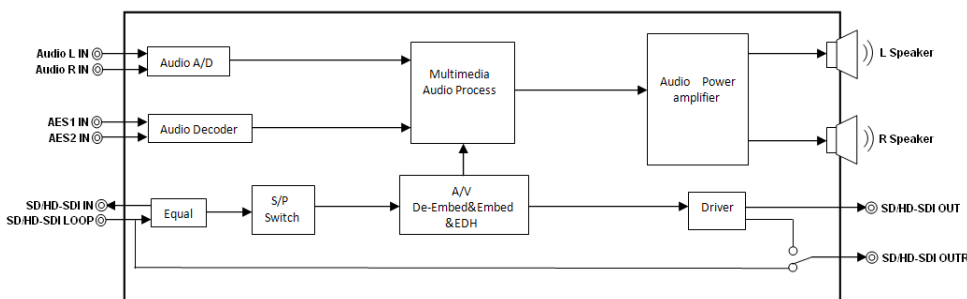 Audio L IN
Audio R IN
Audio A/D
Multimedia
Audio Process
Audio Power
amplifier
L Speaker
R Speaker
AES1 IN
AES2 IN
Audio Decoder
SD/HD-SDI IN
SD/HD-SDI LOOP
Equal
S/P
Switch
A/V
De-Embed&Embed
&EDH
Driver
SD/HD-SDI OUT
SD/HD-SDI OUTR